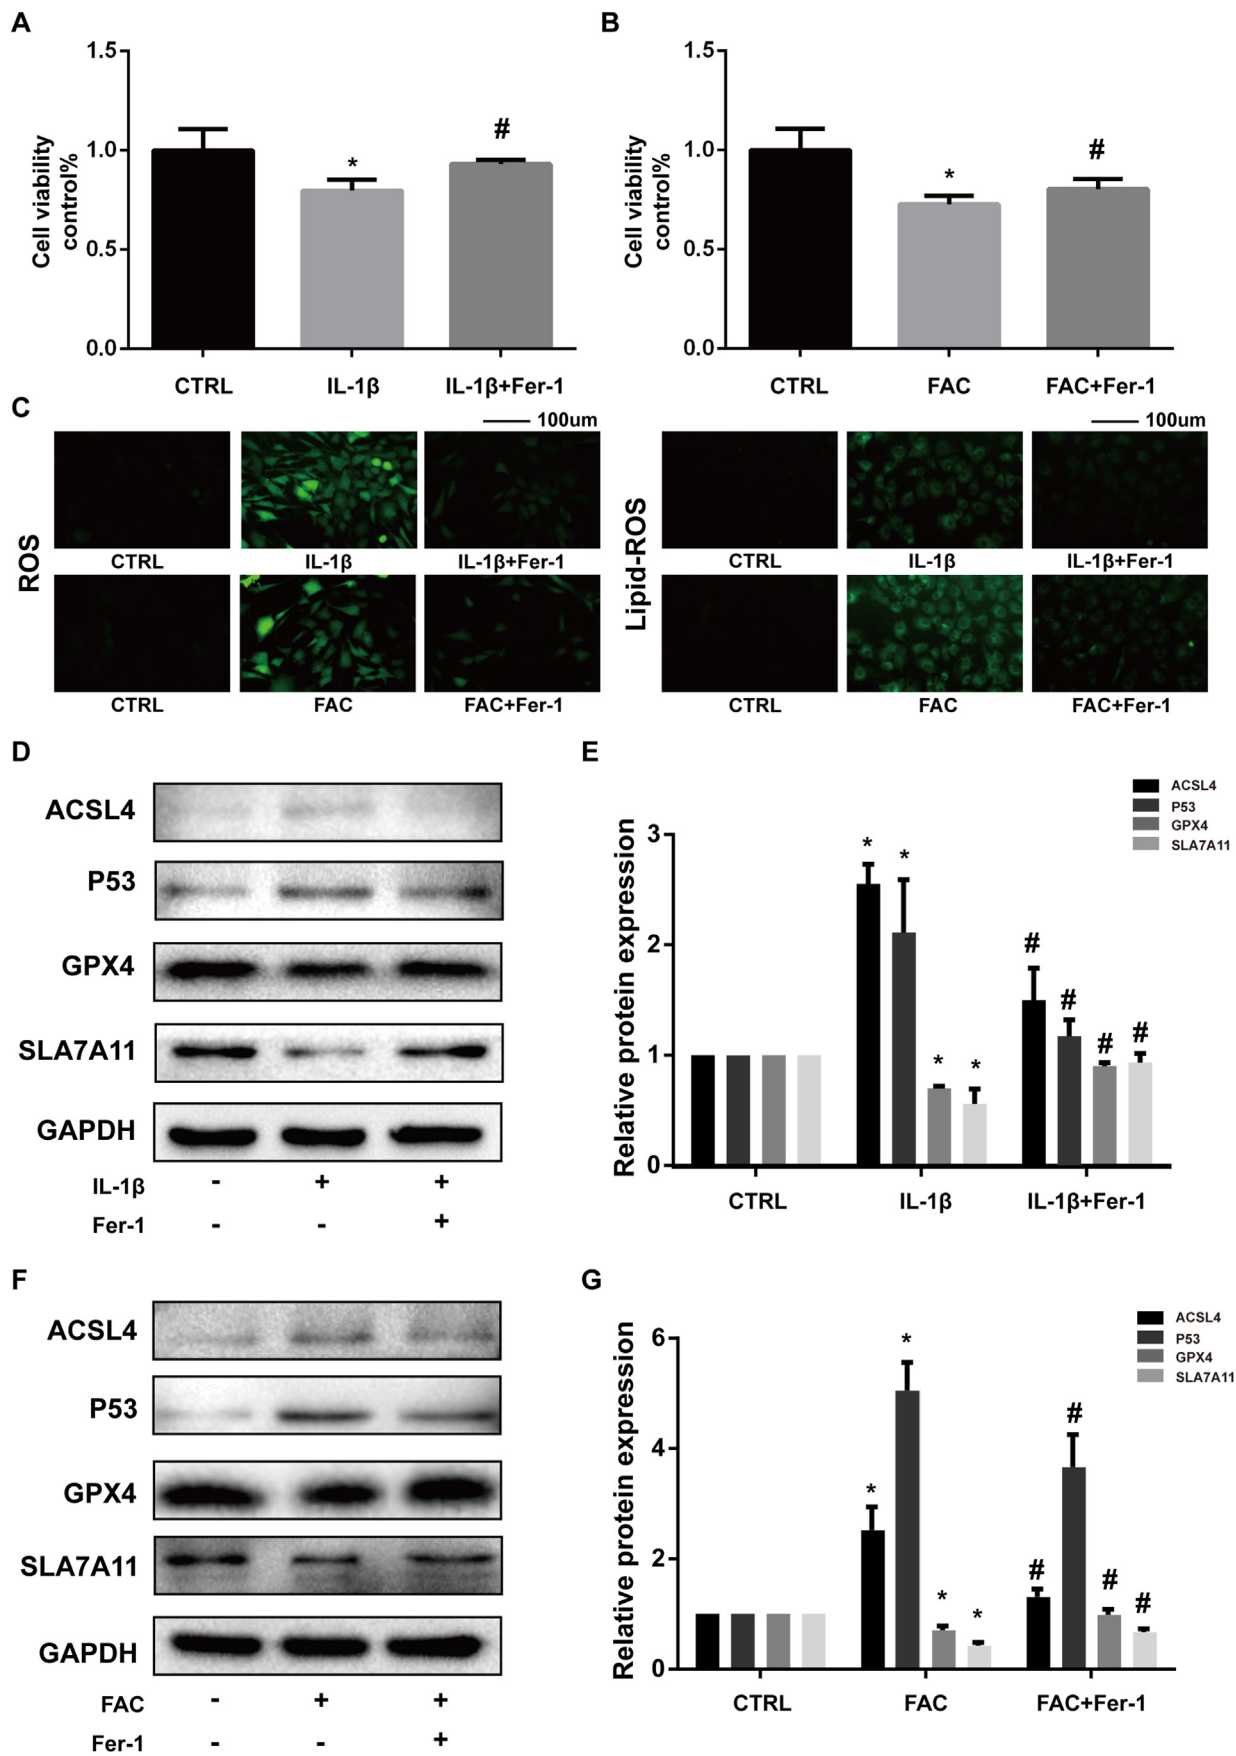 A
B
1.5
1.0
0.5
0.0
Cell viability
control%
*
#
CTRL
IL-1β
IL-1β+Fer-1
1.5
1.0
0.5
0.0
Cell viability
control%
*
#
CTRL
FAC
FAC+Fer-1
C
100um
100um
ROS
CTRL
IL-1β
IL-1β+Fer-1
CTRL
FAC
FAC+Fer-1
Lipid-ROS
CTRL
IL-1β
IL-1β+Fer-1
CTRL
FAC
FAC+Fer-1
D
ACSL4
P53
GPX4
SLA7A11
GAPDH
IL-1β - + +
Fer-1 - - +
E
ACSL4
P53
GPX4
SLA7A11
Relative protein expression
3
2
1
0
* * * *
# # # #
CTRL
IL-1β
IL-1β+Fer-1
F
ACSL4
P53
GPX4
SLA7A11
GAPDH
FAC - + +
Fer-1 - - +
G
ACSL4
P53
GPX4
SLA7A11
Relative protein expression
6
4
2
0
* * * *
# # # #
CTRL
FAC
FAC+Fer-1